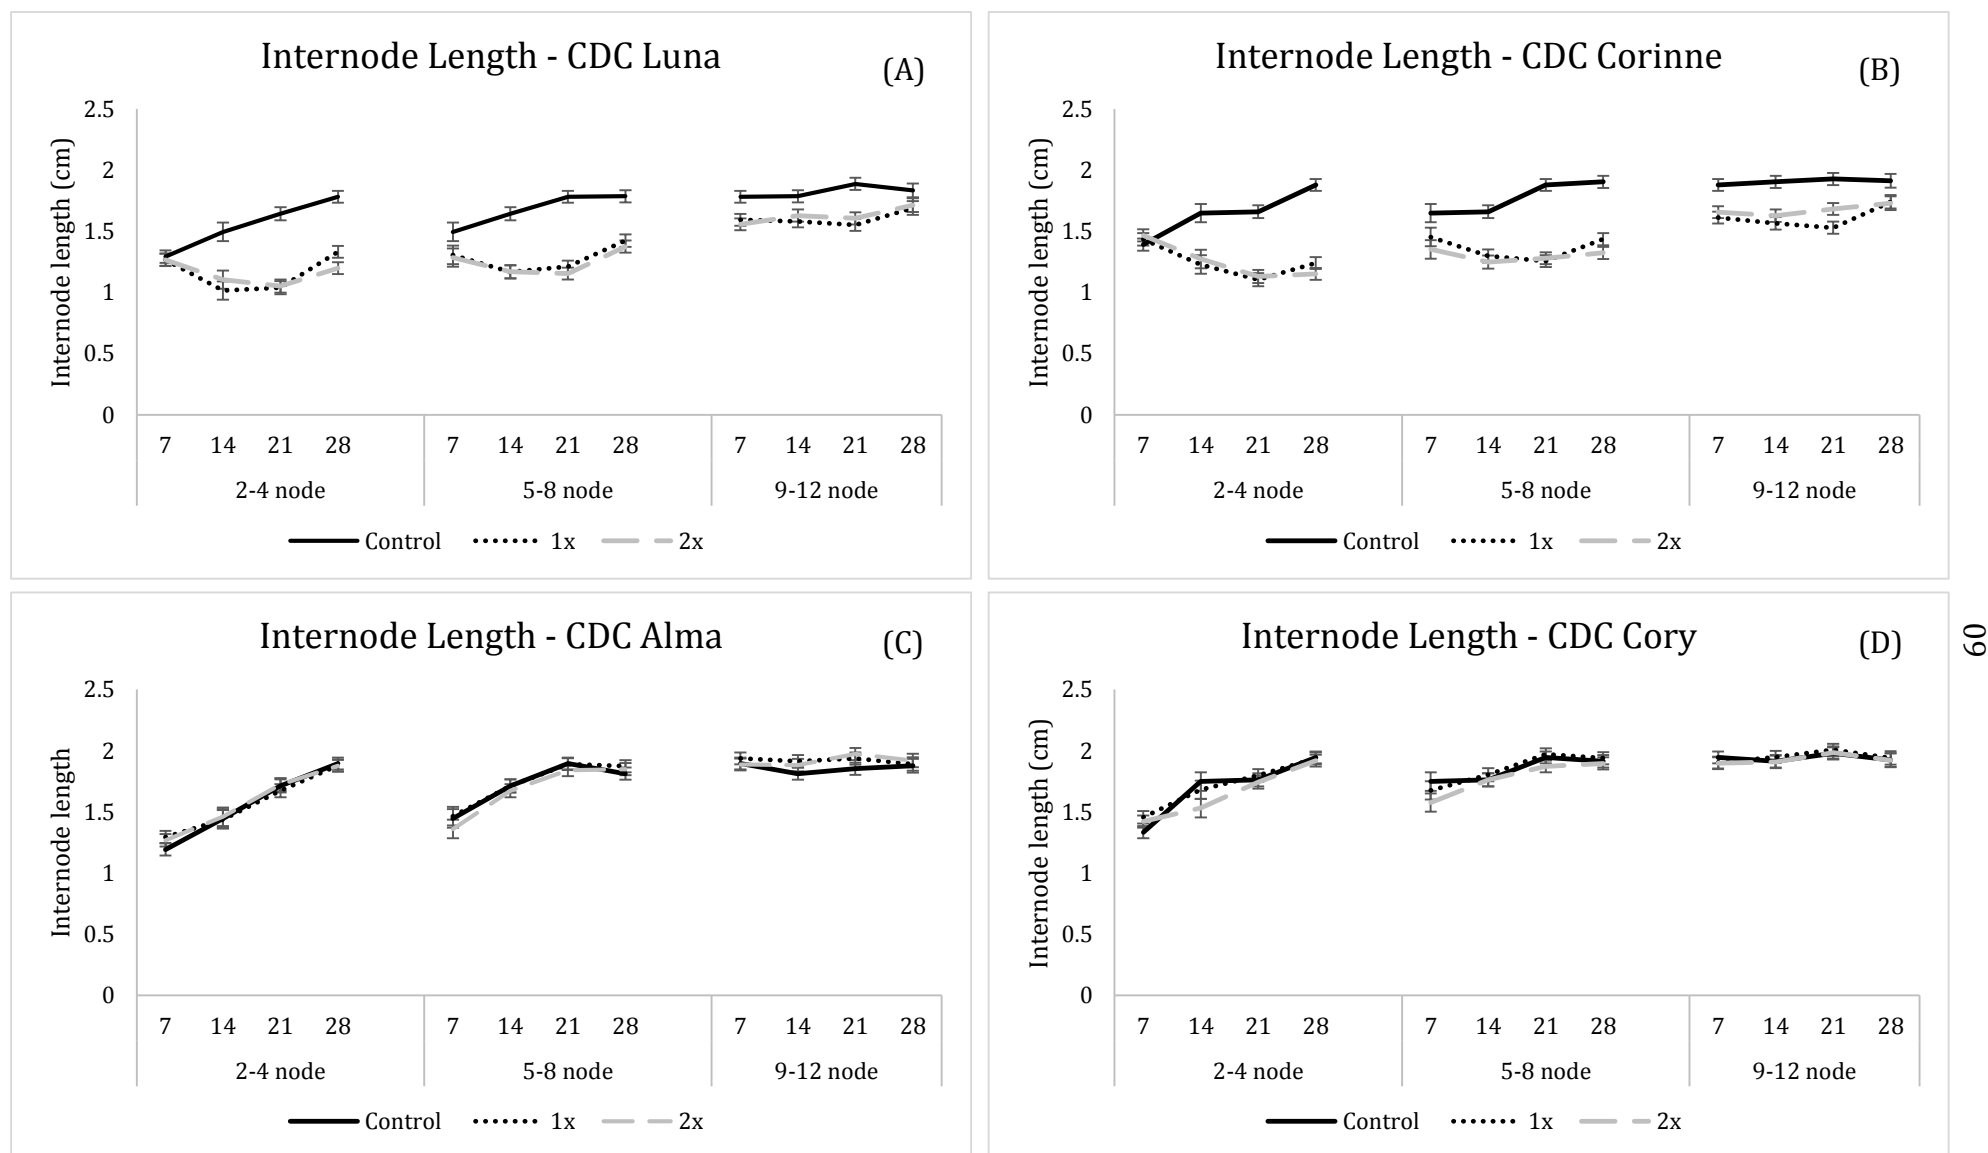 Internode Length - CDC Luna
(A)
Internode length (cm)
2.5
2
1.5
1
0.5
0
7 14 21 28 7 14 21 28 7 14 21 28
2-4 node 5-8 node 9-12 node
Control 1x 2x
Internode Length - CDC Corinne
(B)
Internode length (cm)
2.5
2
1.5
1
0.5
0
7 14 21 28 7 14 21 28 7 14 21 28
2-4 node 5-8 node 9-12 node
Control 1x 2x
Internode Length - CDC Alma
(C)
Internode length
2.5
2
1.5
1
0.5
0
7 14 21 28 7 14 21 28 7 14 21 28
2-4 node 5-8 node 9-12 node
Control 1x 2x
Internode Length - CDC Cory
(D)
Internode length (cm)
2.5
2
1.5
1
0.5
0
7 14 21 28 7 14 21 28 7 14 21 28
2-4 node 5-8 node 9-12 node
Control 1x 2x
60